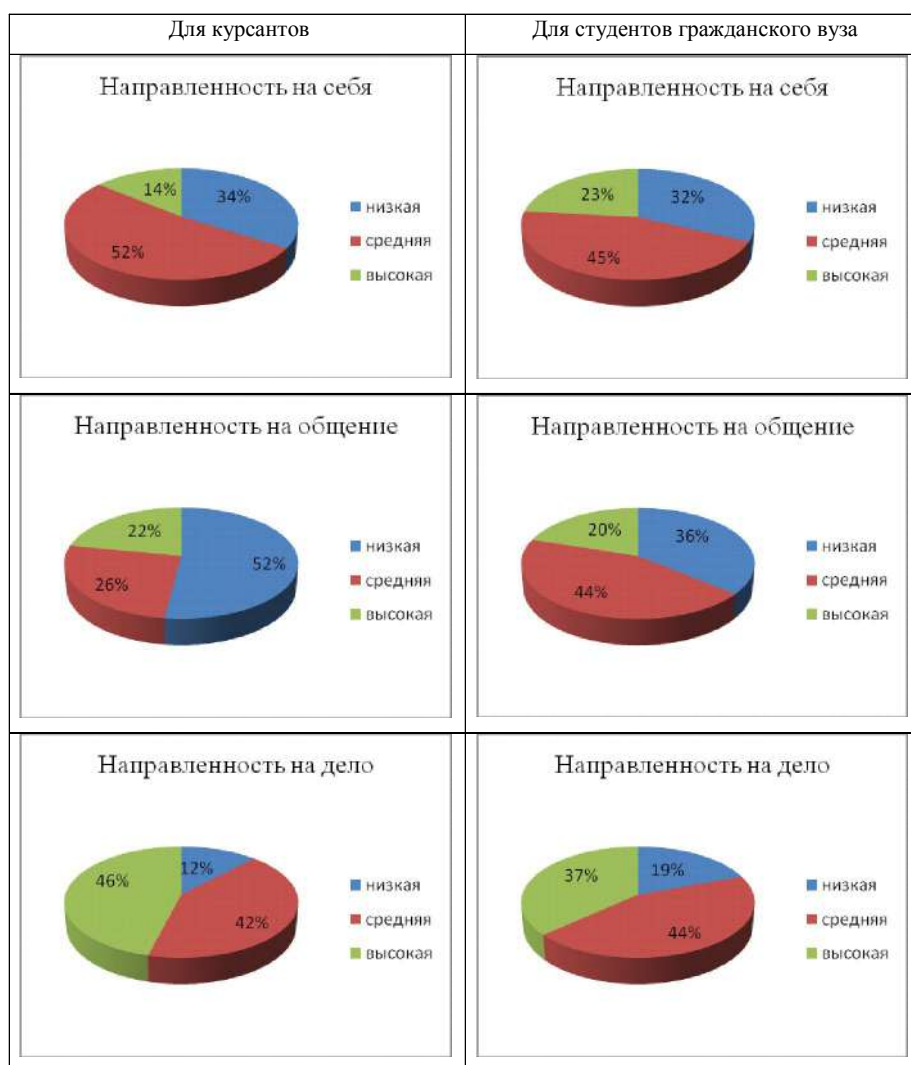 Для курсантов
Для студентов гражданского вуза
Направленность на себя
14%
34%
52%
низкая
средняя
высокая
Направленность на себя
23%
32%
45%
низкая
средняя
высокая
Направленность на общение
22%
52%
26%
низкая
средняя
высокая
Направленность на общение
20%
36%
44%
низкая
средняя
высокая
Направленность на дело
12%
46%
42%
низкая
средняя
высокая
Направленность на дело
37%
19%
44%
низкая
средняя
высокая